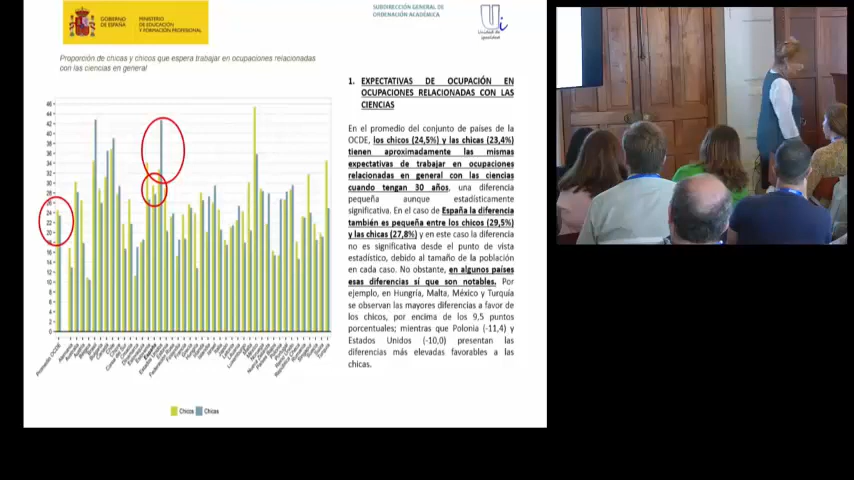 GOBIERNO
DE ESPAÑA
MINISTERIO
DE EDUCACIÓN
Y FORMACIÓN PROFESIONAL
SUBDIRECCIÓN GENERAL DE
ORDENACIÓN ACADÉMICA
Unidad de
igualdad
Proporción de chicas y chicos que espera trabajar en ocupaciones relacionadas
con las ciencias en general
46
44
42
40
38
36
34
32
30
28
26
24
22
20
18
16
14
12
10
8
6
4
2
0
Promedio OCDE
Alemania
España
Estados Unidos
Chicos
Chicas
1. EXPECTATIVAS DE OCUPACIÓN EN
OCUPACIONES RELACIONADAS CON LAS
CIENCIAS
En el promedio del conjunto de países de la
OCDE, los chicos (24,5%) y las chicas (23,4%)
tienen aproximadamente las mismas
expectativas de trabajar en ocupaciones
relacionadas en general con las ciencias
cuando tengan 30 años, una diferencia
pequeña aunque estadísticamente
significativa. En el caso de España la diferencia
también es pequeña entre los chicos (29,5%)
y las chicas (27,8%) y en este caso la diferencia
no es significativa desde el punto de vista
estadístico, debido al tamaño de la población
en cada caso. No obstante, en algunos países
esas diferencias sí que son notables. Por
ejemplo, en Hungría, Malta, México y Turquía
se observan las mayores diferencias a favor de
los chicos, por encima de los 9,5 puntos
porcentuales; mientras que Polonia (-11,4) y
Estados Unidos (-10,0) presentan las
diferencias más elevadas favorables a las
chicas.